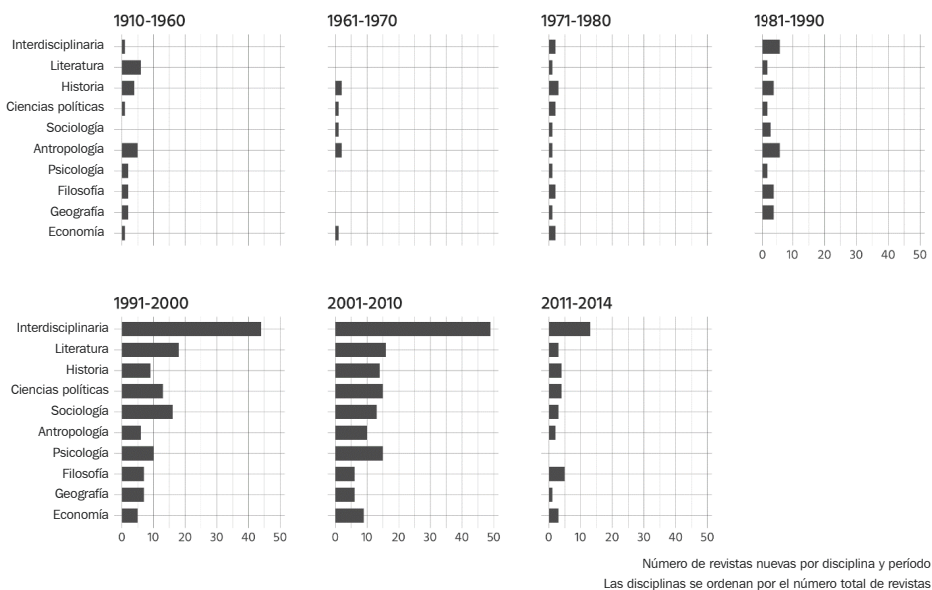 1910-1960
1961-1970
1971-1980
1981-1990
Interdisciplinaria
Literatura
Historia
Ciencias políticas
Sociología
Antropología
Psicología
Filosofía
Geografía
Economía
0 10 20 30 40 50
1991-2000
2001-2010
2011-2014
Interdisciplinaria
Literatura
Historia
Ciencias políticas
Sociología
Antropología
Psicología
Filosofía
Geografía
Economía
0 10 20 30 40 50
0 10 20 30 40 50
0 10 20 30 40 50
Número de revistas nuevas por disciplina y período
Las disciplinas se ordenan por el número total de revistas